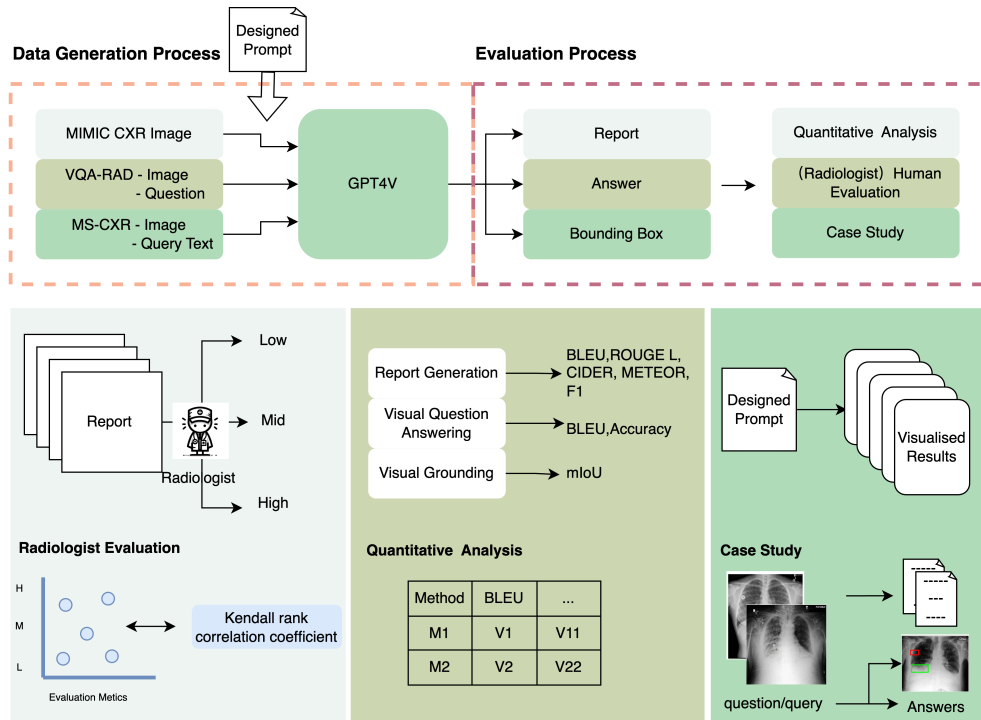 Designed
Prompt
Data Generation Process
Evaluation Process
MIMIC CXR Image
VQA-RAD - Image
- Question
MS-CXR - Image
- Query Text
GPT4V
Report
Answer
Bounding Box
Quantitative Analysis
(Radiologist) Human
Evaluation
Case Study
Report
Radiologist
Low
Mid
High
Radiologist Evaluation
H
M
L
Evaluation Metics
Kendall rank
correlation coefficient
Report Generation
BLEU,ROUGE L,
CIDER, METEOR,
F1
Visual Question
Answering
BLEU,Accuracy
Visual Grounding
mIoU
Quantitative Analysis
Method BLEU ...
M1 V1 V11
M2 V2 V22
Designed
Prompt
Visualised
Results
Case Study
question/query
Answers